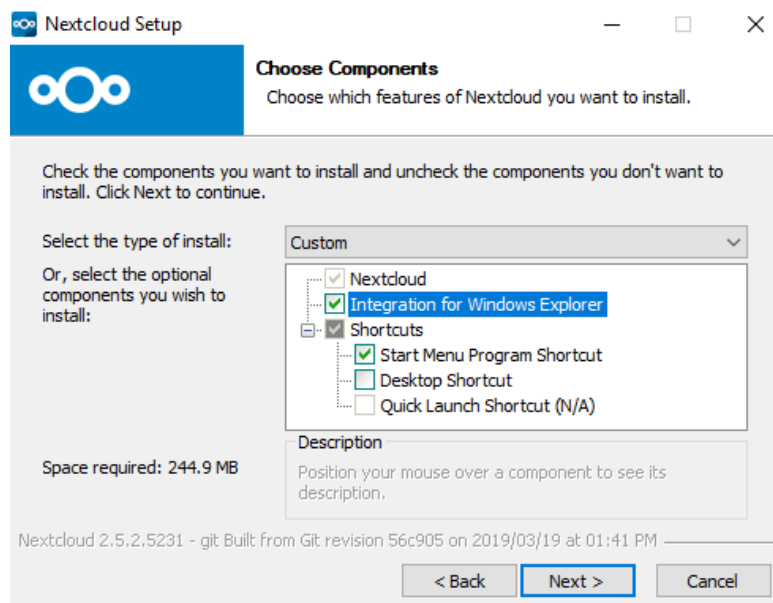 Nextcloud Setup
Choose Components
Choose which features of Nextcloud you want to install.
Check the components you want to install and uncheck the components you don't want to
install. Click Next to continue.
Select the type of install:
Custom
Or, select the optional
components you wish to
install:
Nextcloud
Integration for Windows Explorer
Shortcuts
Start Menu Program Shortcut
Desktop Shortcut
Quick Launch Shortcut (N/A)
Space required: 244.9 MB
Description
Position your mouse over a component to see its
description.
Nextcloud 2.5.2.5231 - git Built from Git revision 56c905 on 2019/03/19 at 01:41 PM
< Back
Next >
Cancel